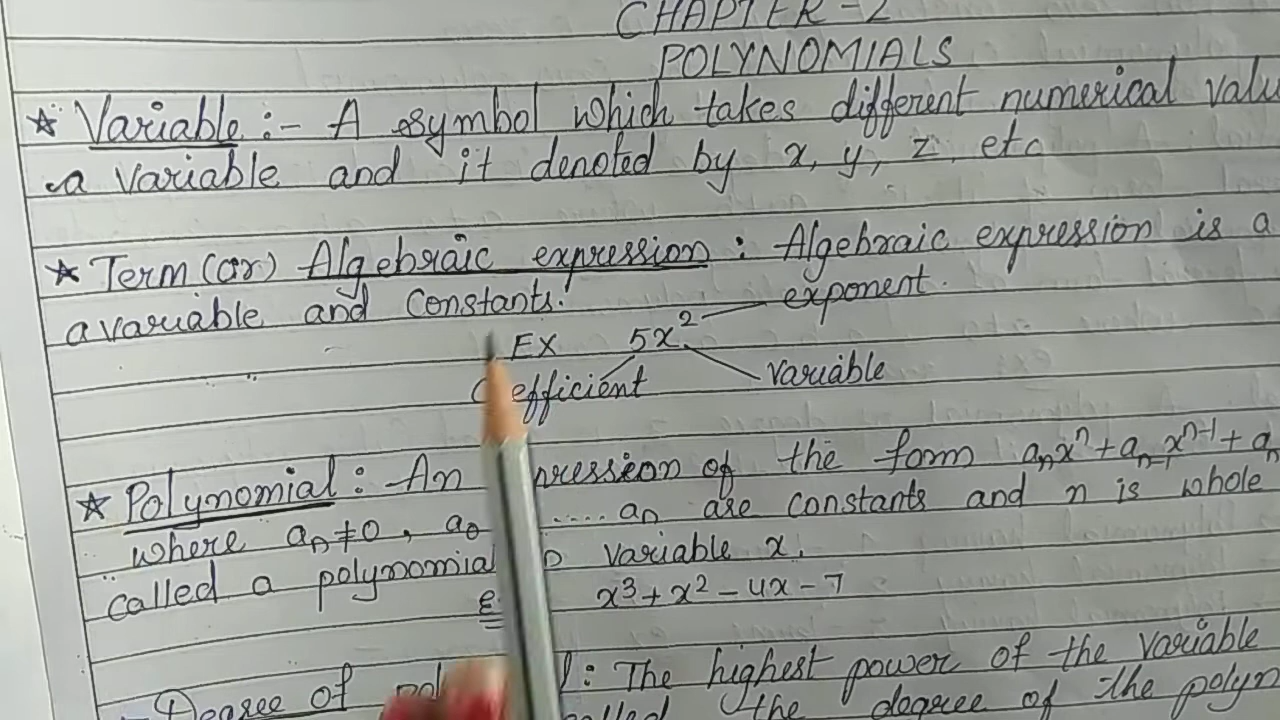 CHAPTER-2
POLYNOMIALS
★ Variable :- A symbol which takes different numerical
a variable and it denoted by x, y, z etc
★ Term (or) Algebraic expression : Algebraic expression is a
a variable and constants.
exponent.
EX 5x²
variable
efficient
★ Polynomial : An of the form aₙxⁿ + aₙ₋₁xⁿ⁻¹ + aₙ
where aₙ≠0, a₀ ....aₙ are constants and n is whole
called a polynomial variable x.
x³ + x² - 4x - 7
Degree of : The highest power of the variable
the degree of the